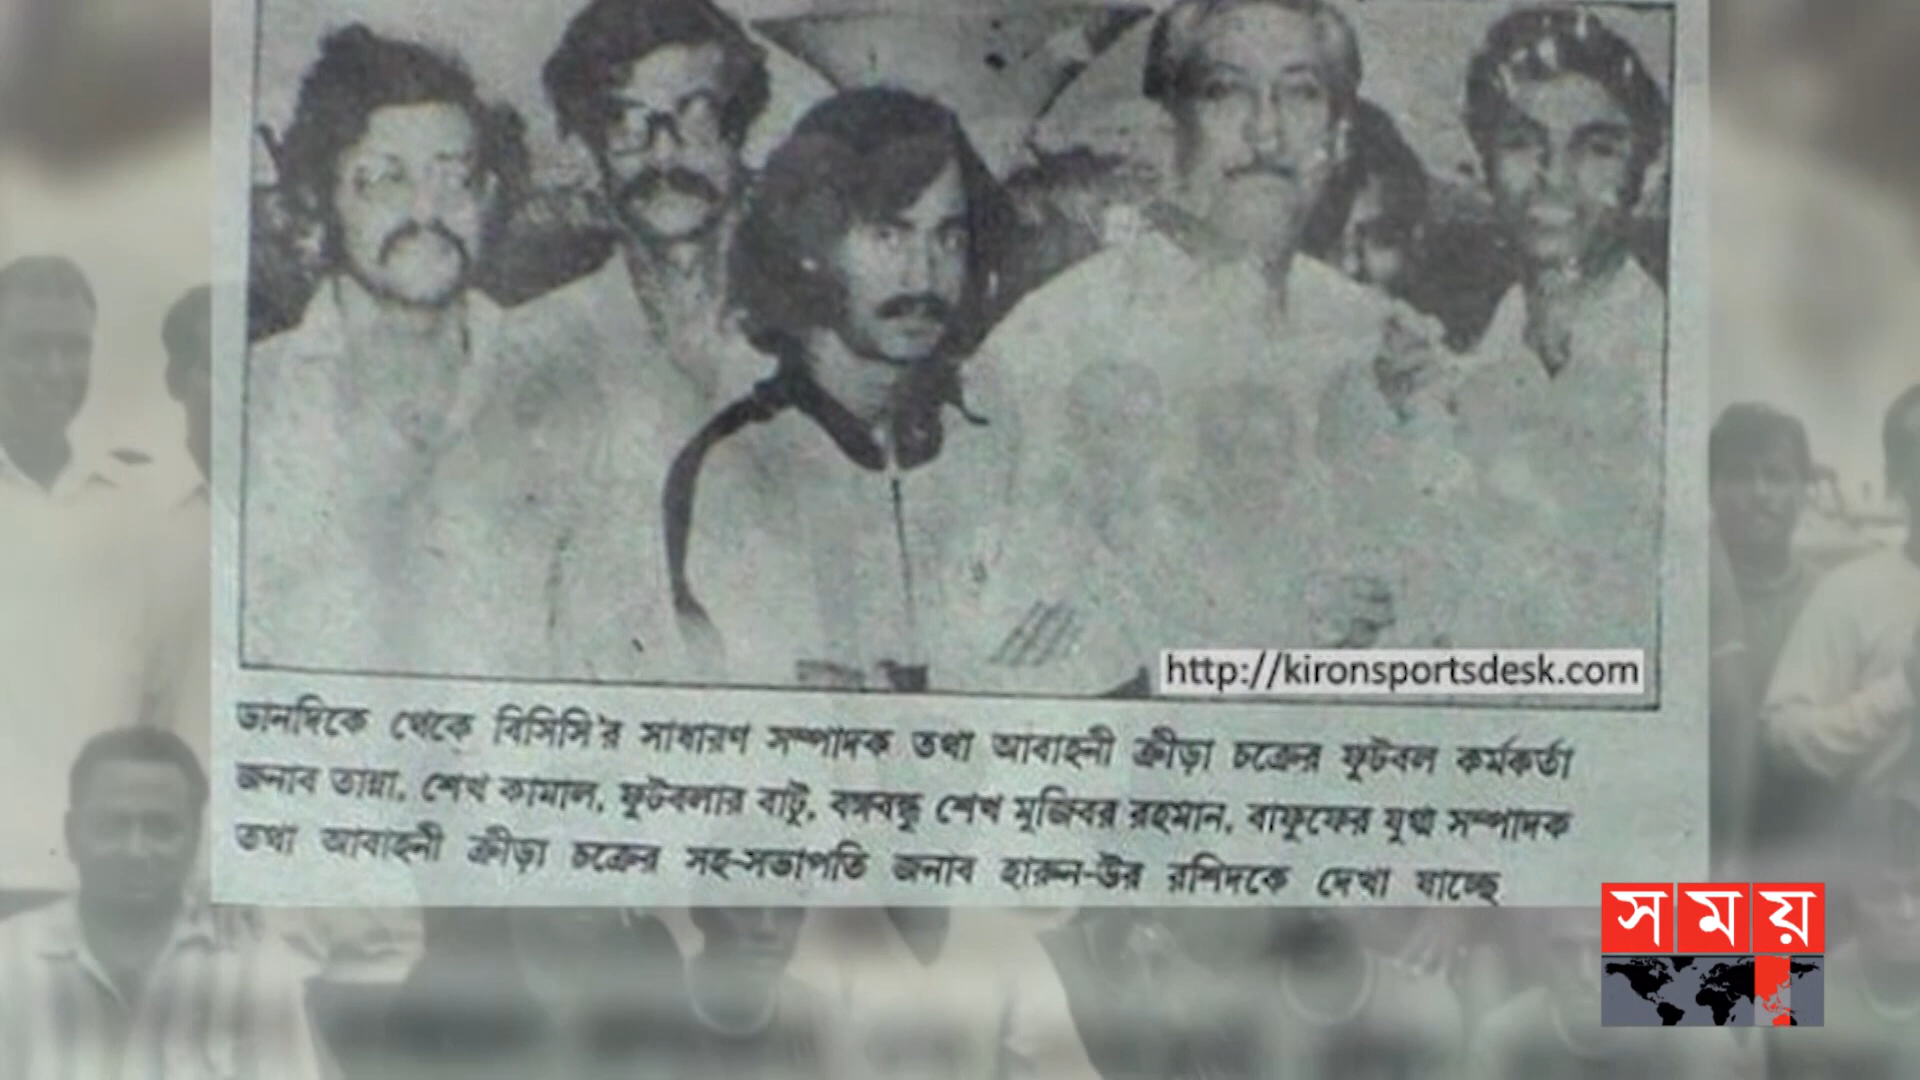 http://kironsportsdesk.com
ডানদিকে থেকে বিসিসি'র সাধারণ সম্পাদক তথা আবাহনী ক্রীড়া চক্রের ফুটবল কর্মকর্তা
জনাব তান্না, শেখ কামাল, ফুটবলার বাটু, বঙ্গবন্ধু শেখ মুজিবর রহমান, বাফুফের যুগ্ম সম্পাদক
তথা আবাহনী ক্রীড়া চক্রের সহ-সভাপতি জনাব হারুন-উর রশিদকে দেখা যাচ্ছে
সময়